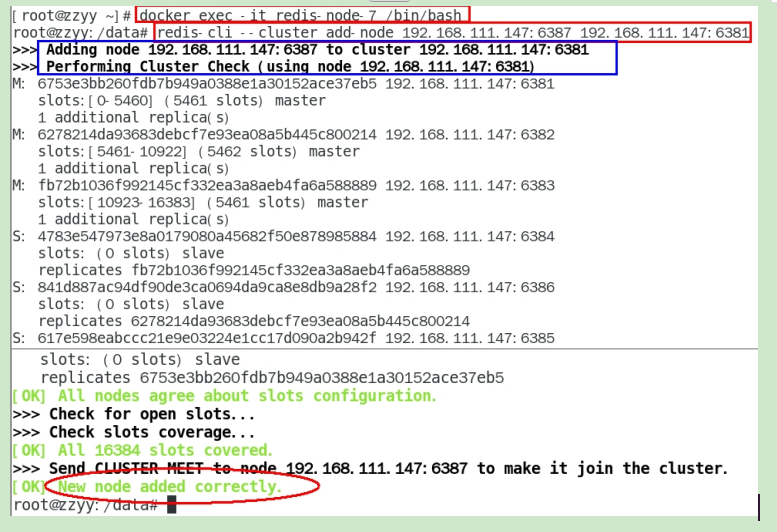 [root@zzyy ~]# docker exec -it redis-node-7 /bin/bash
root@zzyy:/data# redis-cli --cluster add-node 192.168.111.147:6387 192.168.111.147:6381
>>> Adding node 192.168.111.147:6387 to cluster 192.168.111.147:6381
>>> Performing Cluster Check (using node 192.168.111.147:6381)
M: 6753e3bb260fdb7b949a0388e1a30152ace37eb5 192.168.111.147:6381
slots:[0-5460] (5461 slots) master
1 additional replica(s)
M: 6278214da93683debcf7e93ea08a5b445c800214 192.168.111.147:6382
slots:[5461-10922] (5462 slots) master
1 additional replica(s)
M: fb72b1036f992145cf332ea3a8aeb4fa6a588889 192.168.111.147:6383
slots:[10923-16383] (5461 slots) master
1 additional replica(s)
S: 4783e547973e8a0179080a45682f50e878985884 192.168.111.147:6384
slots: (0 slots) slave
replicates fb72b1036f992145cf332ea3a8aeb4fa6a588889
S: 841d887ac94df90de3ca0694da9ca8e8db9a28f2 192.168.111.147:6386
slots: (0 slots) slave
replicates 6278214da93683debcf7e93ea08a5b445c800214
S: 617e598eabccc21e9e03224e1cc17d090a2b942f 192.168.111.147:6385
slots: (0 slots) slave
replicates 6753e3bb260fdb7b949a0388e1a30152ace37eb5
[OK] All nodes agree about slots configuration.
>>> Check for open slots...
>>> Check slots coverage...
[OK] All 16384 slots covered.
>>> Send CLUSTER MEET to node 192.168.111.147:6387 to make it join the cluster.
[OK] New node added correctly.
root@zzyy:/data#